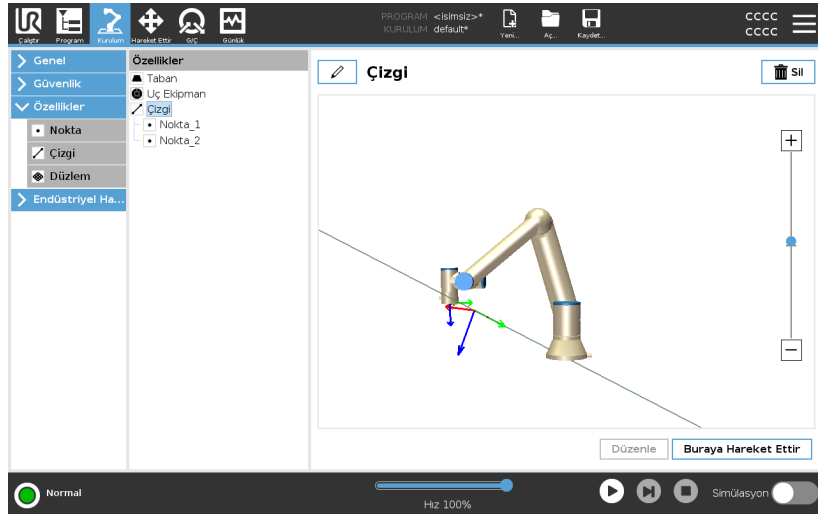 PROGRAM <isimsiz>*
KURULUM default*
Çalıştır
Program
Kurulum
Hareket Ettir
G/Ç
Günlük
Yeni...
Aç...
Kaydet...
cccc
cccc
Genel
Güvenlik
Özellikler
Nokta
Çizgi
Düzlem
Endüstriyel Ha...
Özellikler
Taban
Uç Ekipman
Çizgi
Nokta_1
Nokta_2
Çizgi
Sil
Düzenle
Buraya Hareket Ettir
Normal
Hız 100%
Simülasyon